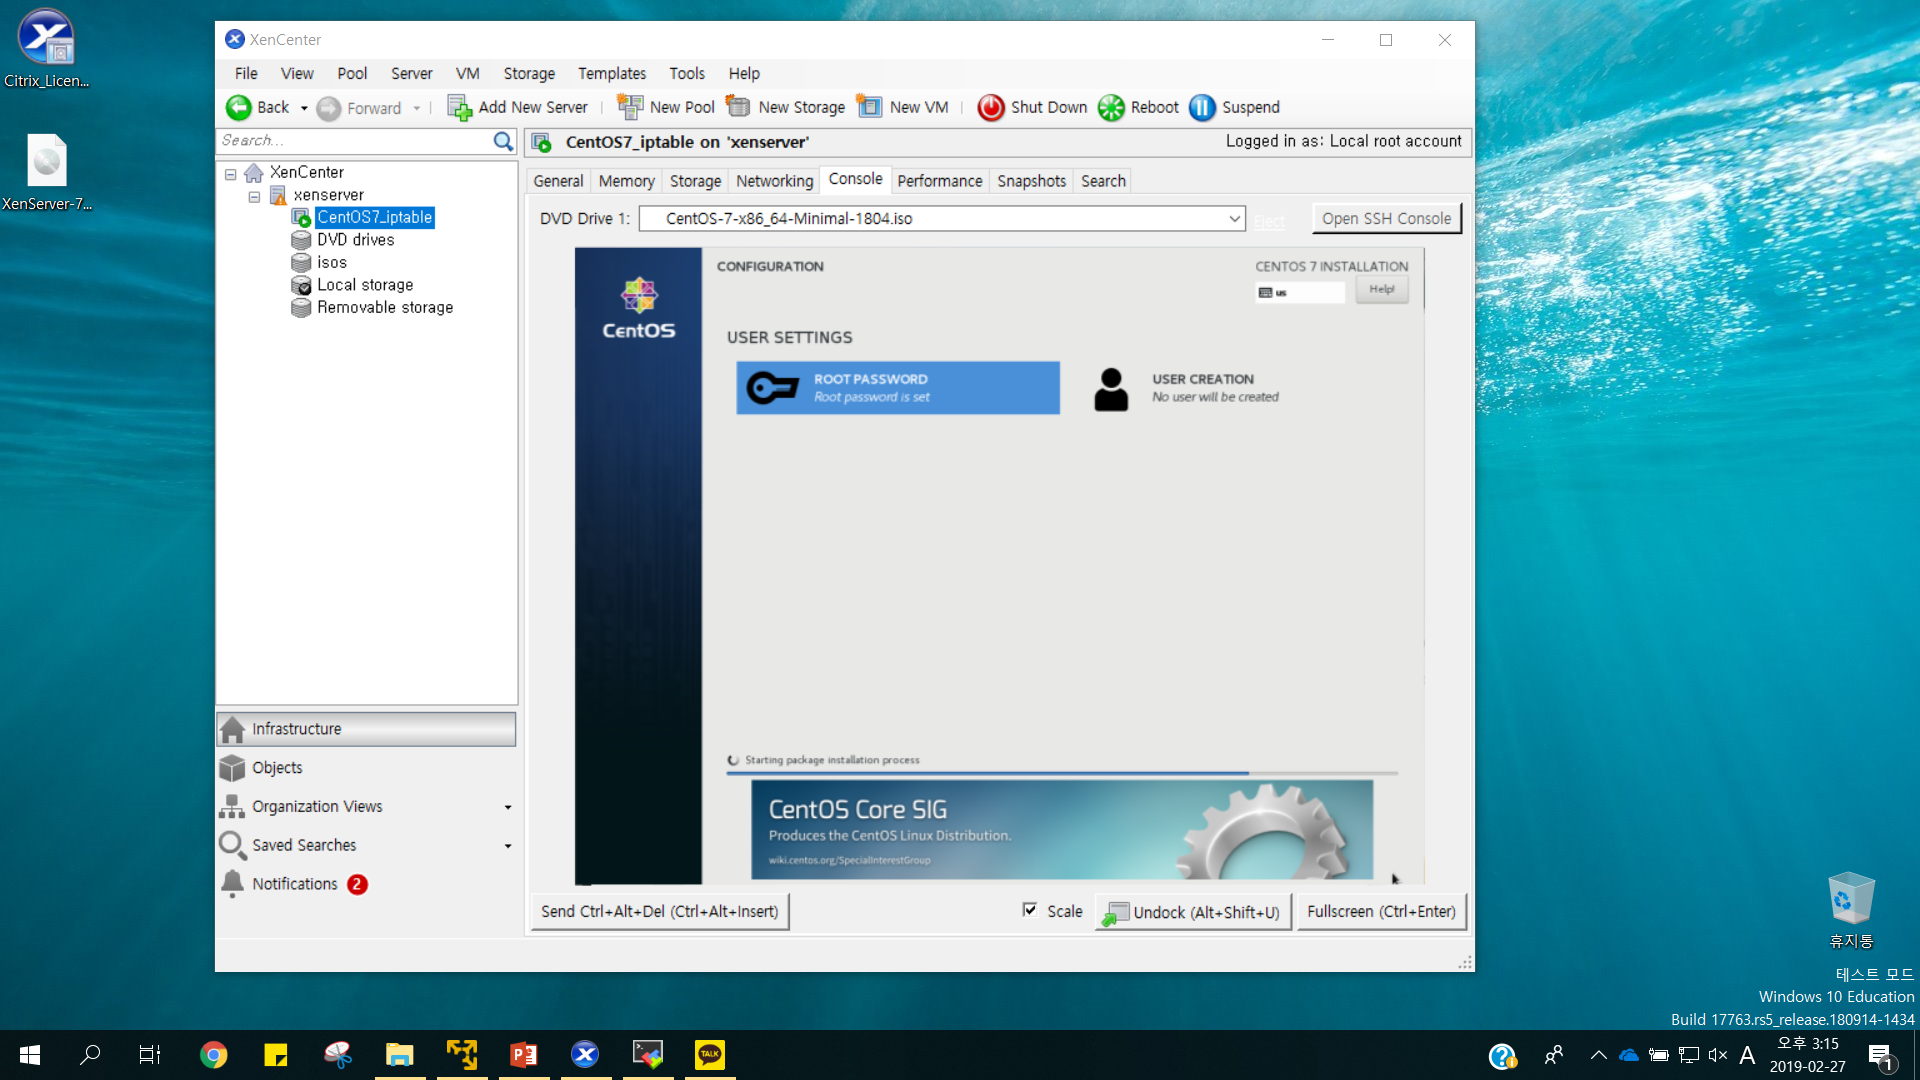 Citrix_Licen...
XenServer-7...
XenCenter
File View Pool Server VM Storage Templates Tools Help
Back Forward Add New Server New Pool New Storage New VM Shut Down Reboot Suspend
Search...
CentOS7_iptable on 'xenserver'
Logged in as: Local root account
XenCenter
xenserver
CentOS7_iptable
DVD drives
isos
Local storage
Removable storage
General Memory Storage Networking Console Performance Snapshots Search
DVD Drive 1: CentOS-7-x86_64-Minimal-1804.iso Eject Open SSH Console
CentOS
CONFIGURATION
CENTOS 7 INSTALLATION
us Help!
USER SETTINGS
ROOT PASSWORD
Root password is set
USER CREATION
No user will be created
Starting package installation process
CentOS Core SIG
Produces the CentOS Linux Distribution.
wiki.centos.org/SpecialInterestGroup
Infrastructure
Objects
Organization Views
Saved Searches
Notifications 2
Send Ctrl+Alt+Del (Ctrl+Alt+Insert) Scale Undock (Alt+Shift+U) Fullscreen (Ctrl+Enter)
휴지통
테스트 모드
Windows 10 Education
Build 17763.rs5_release.180914-1434
TALK
A
오후 3:15
2019-02-27
1